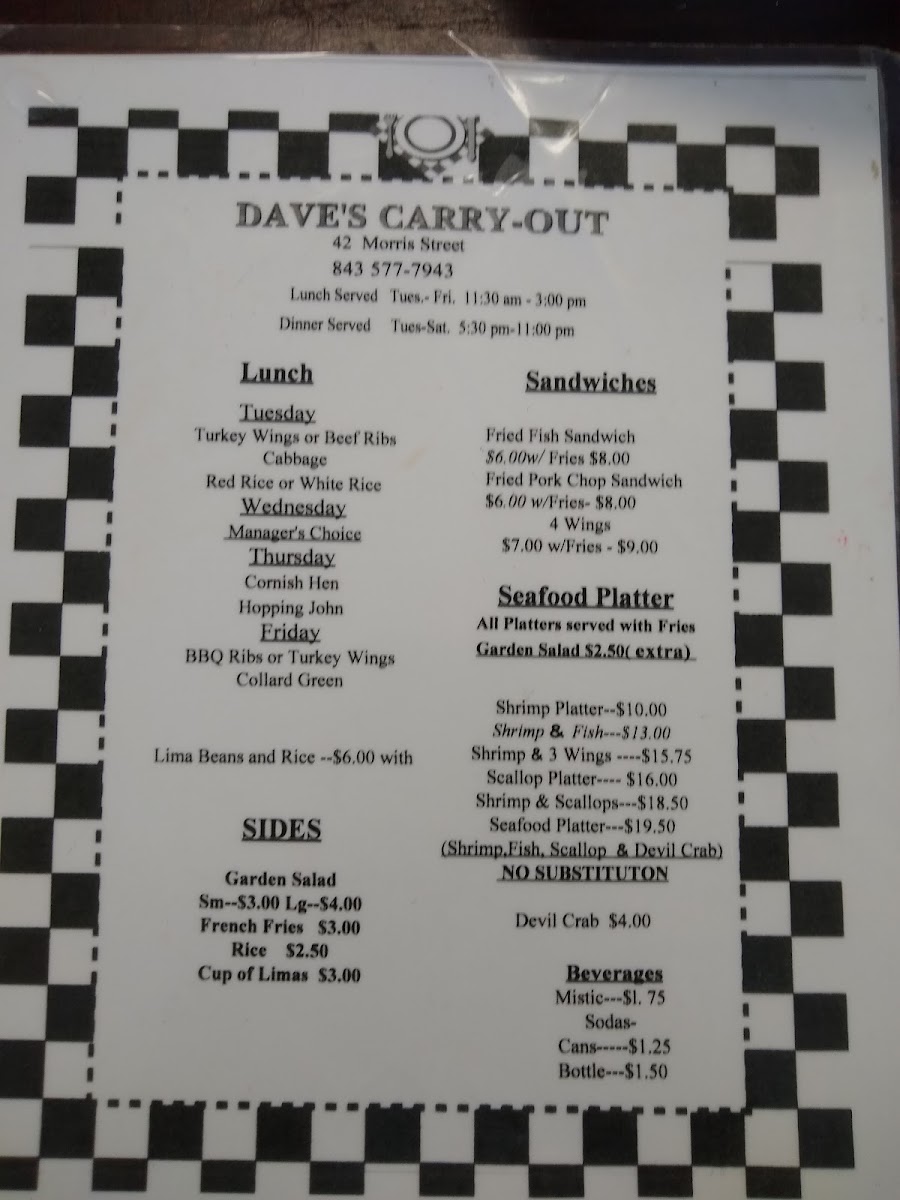 DAVE'S CARRY-OUT
42 Morris Street
843 577-7943
Lunch Served Tues.- Fri. 11:30 am - 3:00 pm
Dinner Served Tues-Sat. 5:30 pm-11:00 pm
Lunch
Tuesday
Turkey Wings or Beef Ribs
Cabbage
Red Rice or White Rice
Wednesday
Manager's Choice
Thursday
Cornish Hen
Hopping John
Friday
BBQ Ribs or Turkey Wings
Collard Green
Lima Beans and Rice --$6.00 with
SIDES
Garden Salad
Sm--$3.00 Lg--$4.00
French Fries $3.00
Rice $2.50
Cup of Limas $3.00
Sandwiches
Fried Fish Sandwich
$6.00w/ Fries $8.00
Fried Pork Chop Sandwich
$6.00 w/Fries- $8.00
4 Wings
$7.00 w/Fries - $9.00
Seafood Platter
All Platters served with Fries
Garden Salad $2.50( extra)
Shrimp Platter--$10.00
Shrimp & Fish---$13.00
Shrimp & 3 Wings ----$15.75
Scallop Platter---- $16.00
Shrimp & Scallops---$18.50
Seafood Platter---$19.50
(Shrimp,Fish, Scallop & Devil Crab)
NO SUBSTITUTON
Devil Crab $4.00
Beverages
Mistic---$l. 75
Sodas-
Cans-----$1.25
Bottle---$1.50